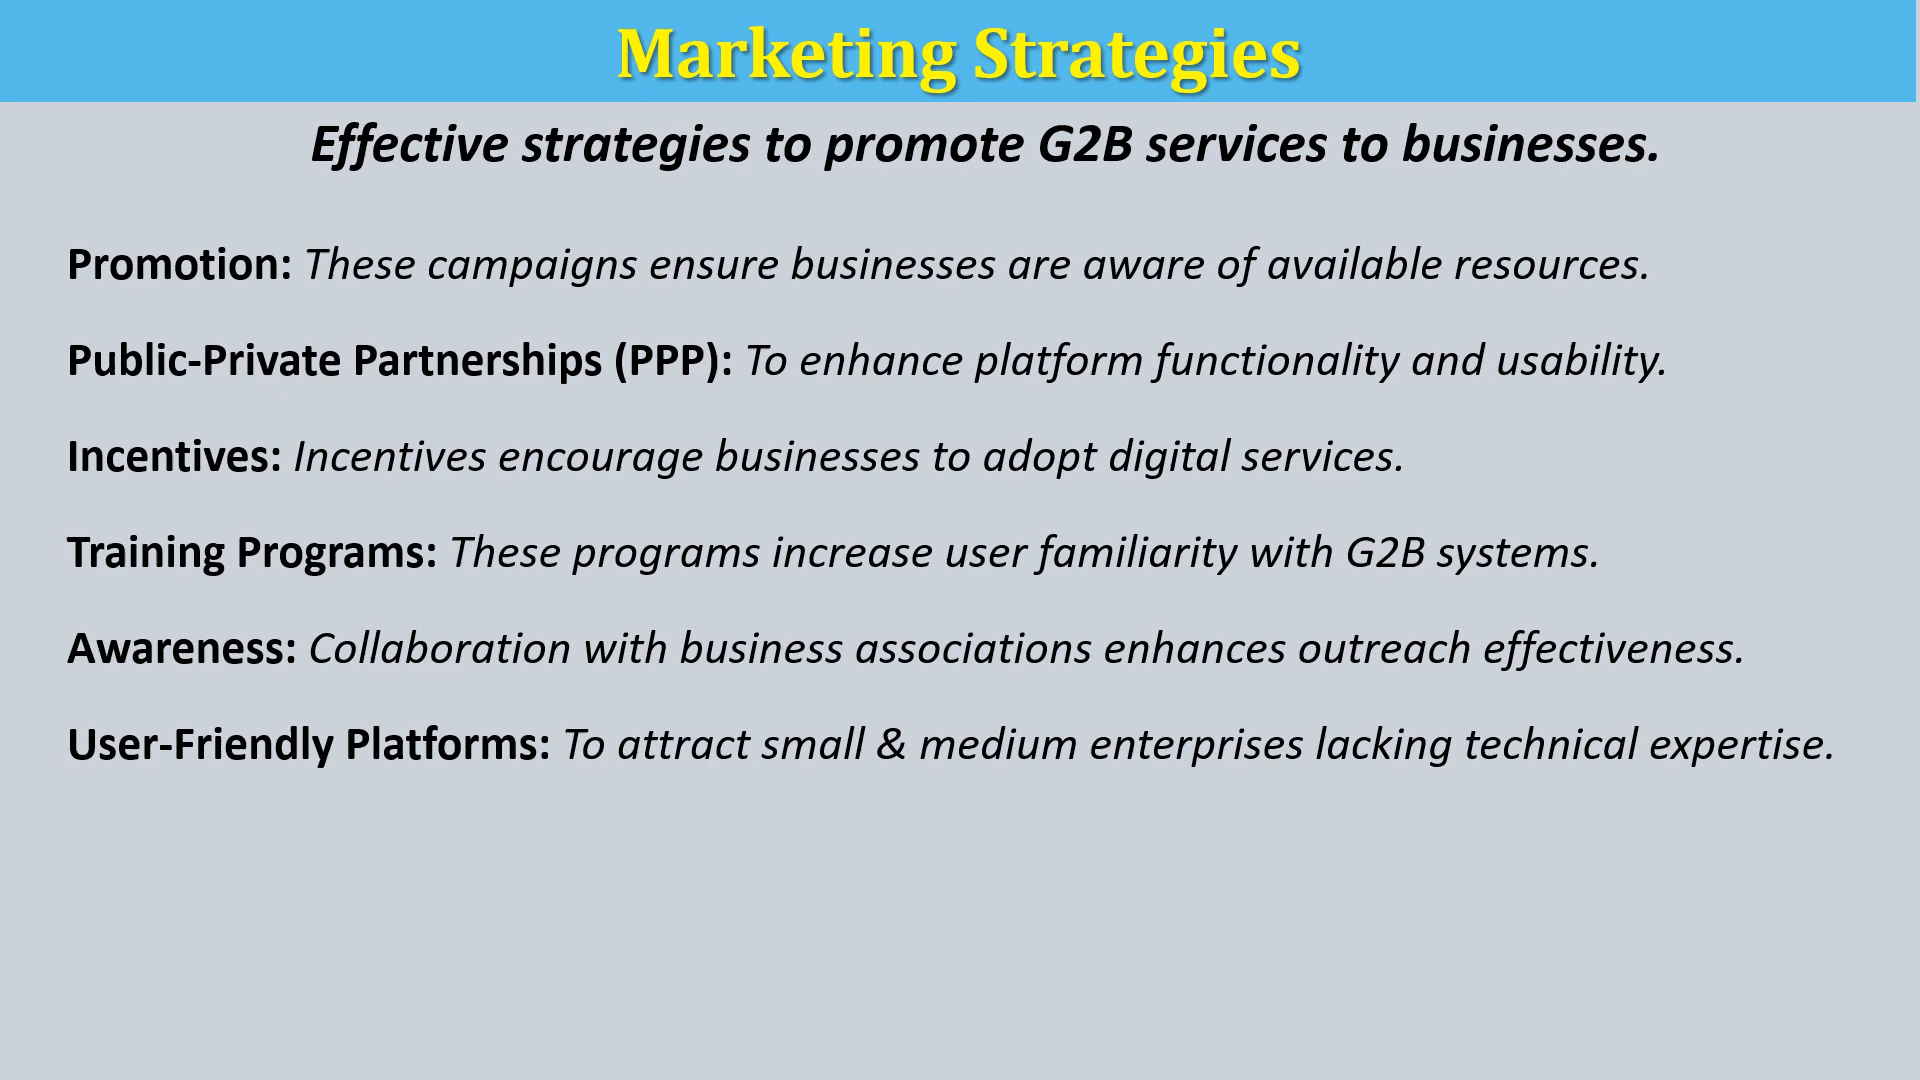 Marketing Strategies
Effective strategies to promote G2B services to businesses.
Promotion: These campaigns ensure businesses are aware of available resources.
Public-Private Partnerships (PPP): To enhance platform functionality and usability.
Incentives: Incentives encourage businesses to adopt digital services.
Training Programs: These programs increase user familiarity with G2B systems.
Awareness: Collaboration with business associations enhances outreach effectiveness.
User-Friendly Platforms: To attract small & medium enterprises lacking technical expertise.